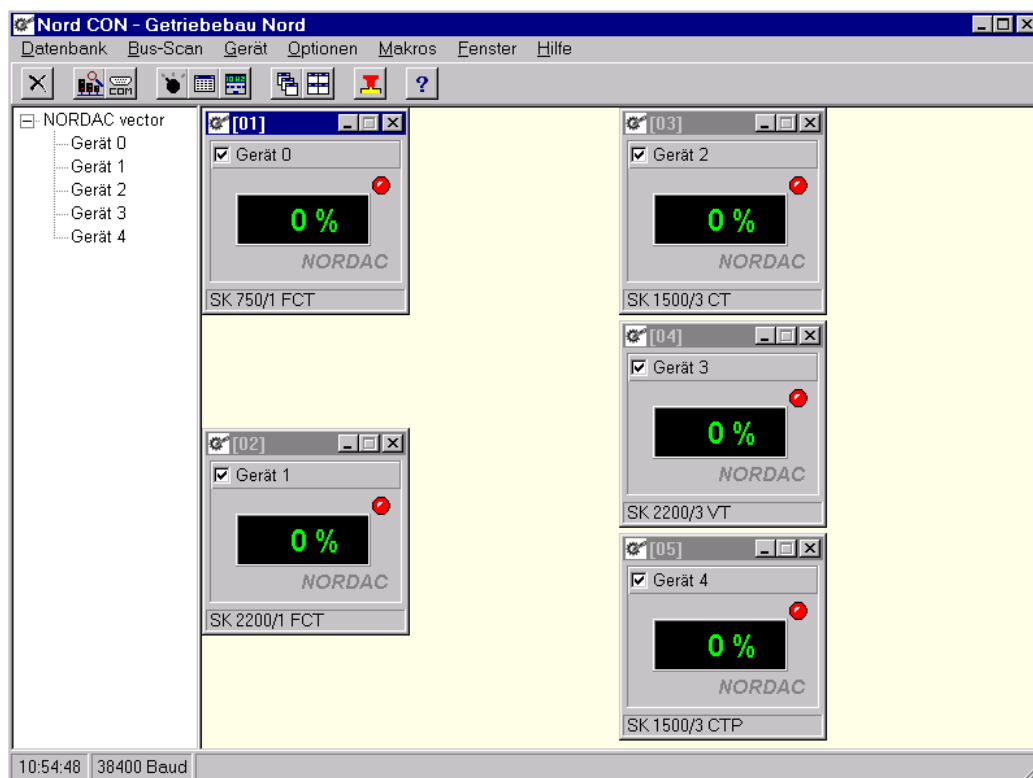 Nord CON - Getriebebau Nord
Datenbank Bus-Scan Gerät Optionen Makros Fenster Hilfe
COM 10 HZ ?
NORDAC vector
Gerät 0
Gerät 1
Gerät 2
Gerät 3
Gerät 4
[01]
Gerät 0
0 %
NORDAC
SK 750/1 FCT
[02]
Gerät 1
0 %
NORDAC
SK 2200/1 FCT
[03]
Gerät 2
0 %
NORDAC
SK 1500/3 CT
[04]
Gerät 3
0 %
NORDAC
SK 2200/3 VT
[05]
Gerät 4
0 %
NORDAC
SK 1500/3 CTP
10:54:48 38400 Baud